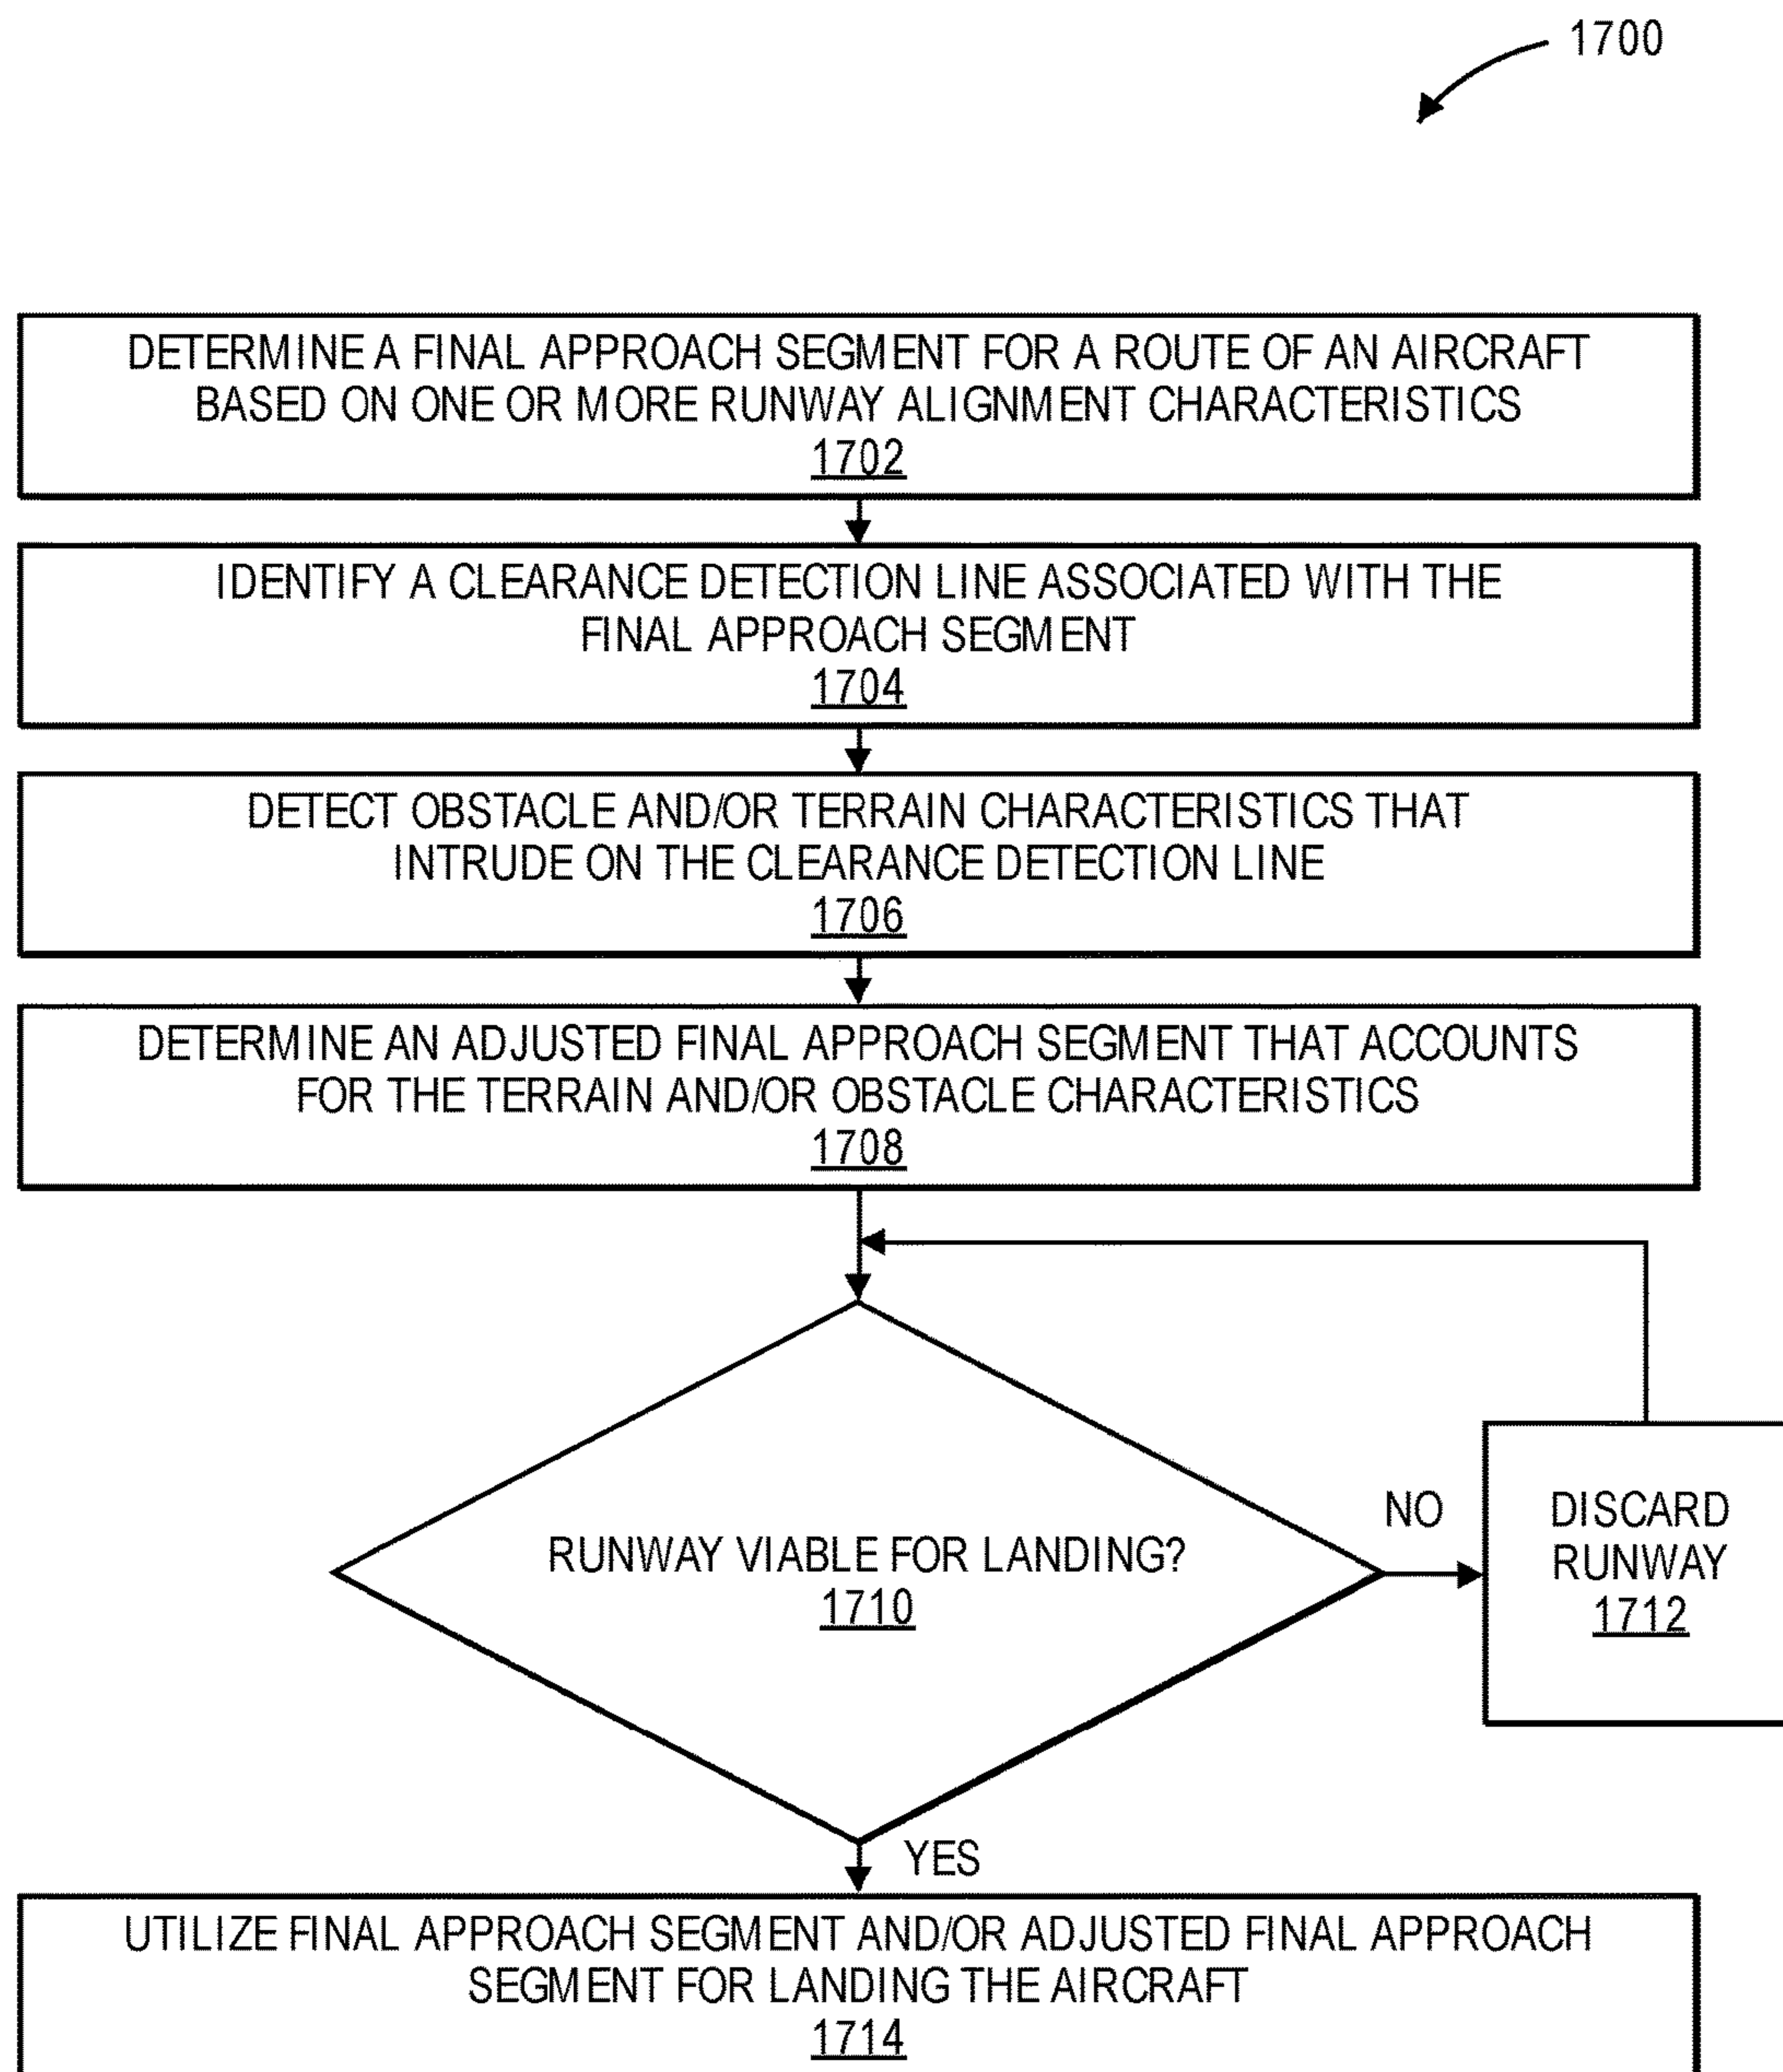 1700
DETERMINE A FINAL APPROACH SEGMENT FOR A ROUTE OF AN AIRCRAFT
BASED ON ONE OR MORE RUNWAY ALIGNMENT CHARACTERISTICS
1702
IDENTIFY A CLEARANCE DETECTION LINE ASSOCIATED WITH THE
FINAL APPROACH SEGMENT
1704
DETECT OBSTACLE AND/OR TERRAIN CHARACTERISTICS THAT
INTRUDE ON THE CLEARANCE DETECTION LINE
1706
DETERMINE AN ADJUSTED FINAL APPROACH SEGMENT THAT ACCOUNTS
FOR THE TERRAIN AND/OR OBSTACLE CHARACTERISTICS
1708
RUNWAY VIABLE FOR LANDING?
1710
NO
DISCARD
RUNWAY
1712
YES
UTILIZE FINAL APPROACH SEGMENT AND/OR ADJUSTED FINAL APPROACH
SEGMENT FOR LANDING THE AIRCRAFT
1714